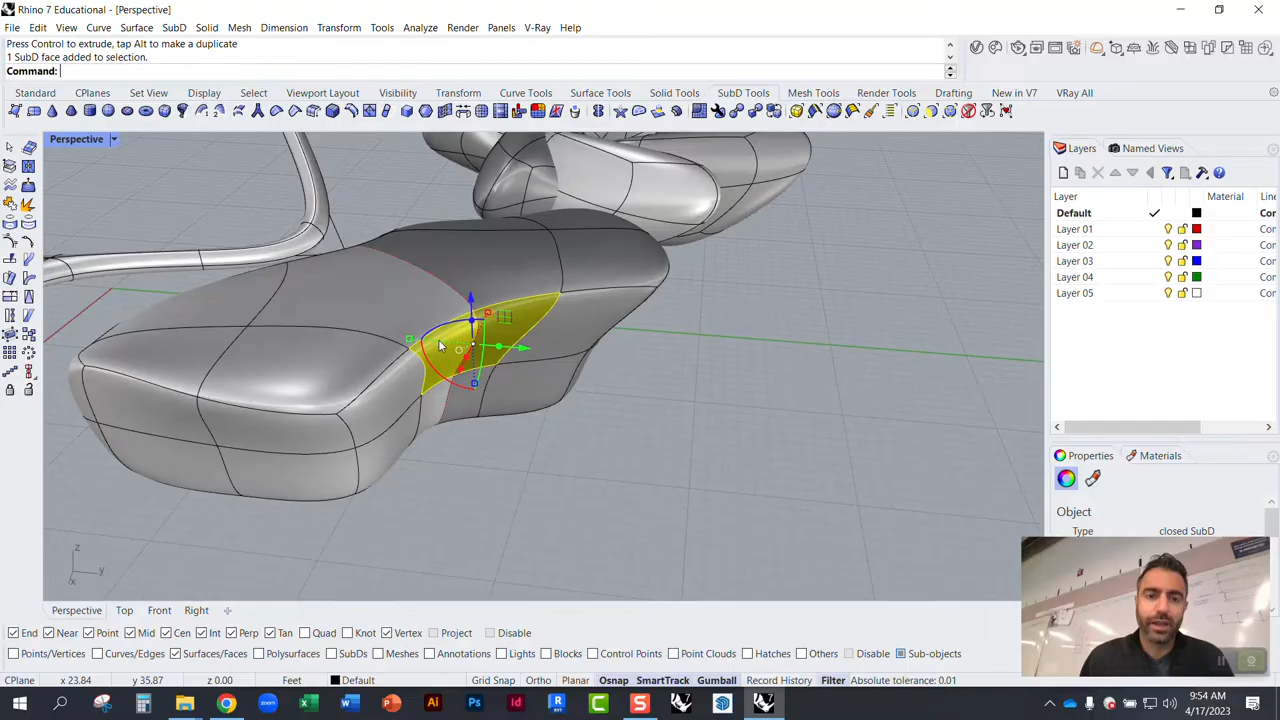 Rhino 7 Educational - [Perspective]
File Edit View Curve Surface SubD Solid Mesh Dimension Transform Tools Analyze Render Panels V-Ray Help
Press Control to extrude, tap Alt to make a duplicate
1 SubD face added to selection.
Command:
Standard CPlanes Set View Display Select Viewport Layout Visibility Transform Curve Tools Surface Tools Solid Tools SubD Tools Mesh Tools Render Tools Drafting New in V7 VRay All
Perspective
Layers Named Views
Layer Material Line
Default Con
Layer 01 Con
Layer 02 Con
Layer 03 Con
Layer 04 Con
Layer 05 Con
Properties Materials
Object
Type closed SubD
z
y
x
Perspective Top Front Right
End Near Point Mid Cen Int Perp Tan Quad Knot Vertex Project Disable
Points/Vertices Curves/Edges Surfaces/Faces Polysurfaces SubDs Meshes Annotations Lights Blocks Control Points Point Clouds Hatches Others Disable Sub-objects
CPlane x 23.84 y 35.87 z 0.00 Feet Default Grid Snap Ortho Planar Osnap SmartTrack Gumball Record History Filter Absolute tolerance: 0.01
9:54 AM
4/17/2023